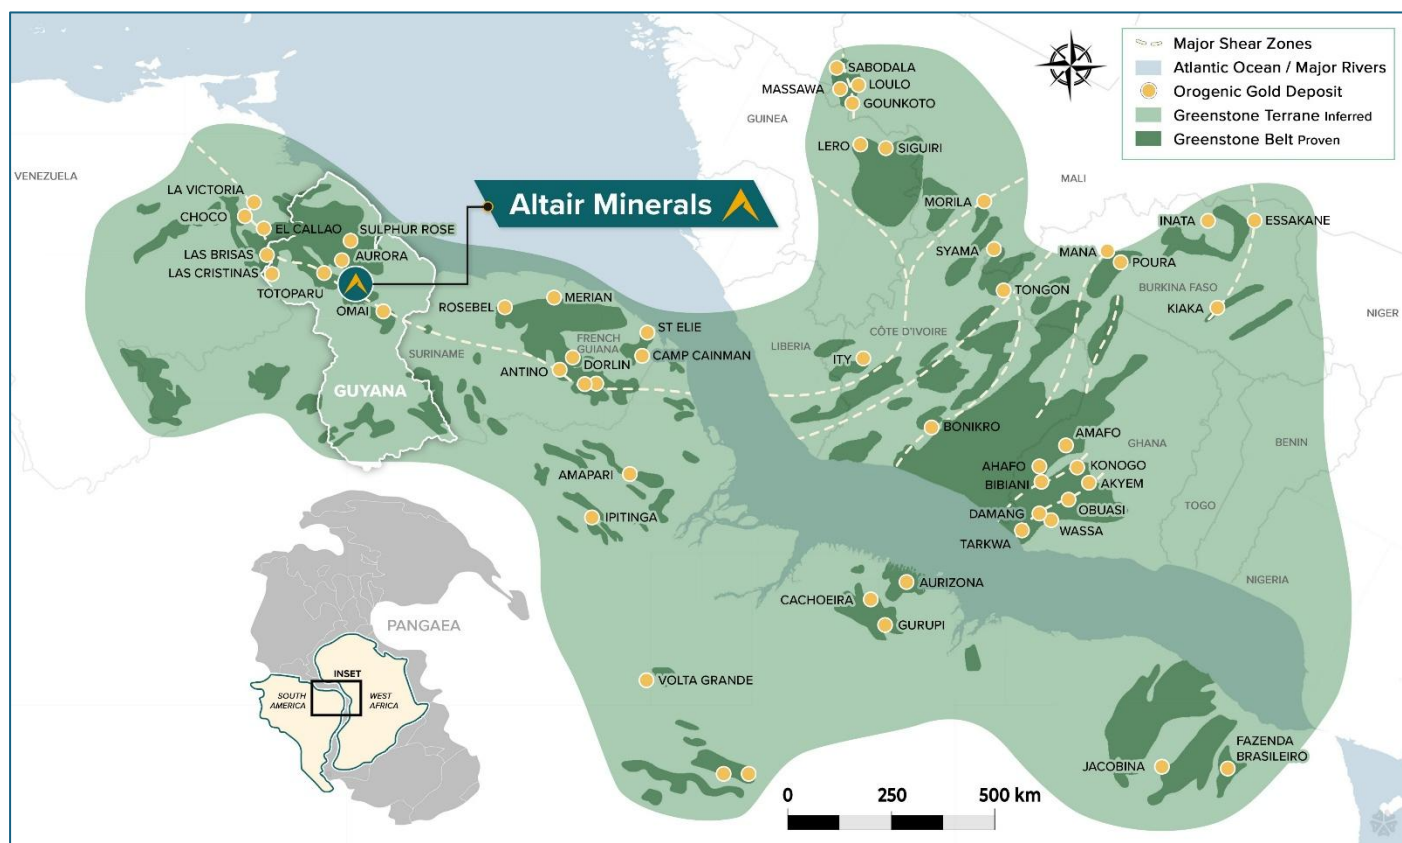 Major Shear Zones
Atlantic Ocean / Major Rivers
Orogenic Gold Deposit
Greenstone Terrane Inferred
Greenstone Belt Proven
SABODALA
MASSAWA
LOULO
GOUNKOTO
GUINEA
LERO
SIGUIRI
MALI
VENEZUELA
LA VICTORIA
CHOCO
EL CALLAO
SULPHUR ROSE
LAS BRISAS
AURORA
LAS CRISTINAS
TOTOPARU
OMAI
Altair Minerals
MORILA
INATA
ESSAKANE
SYAMA
MANA
POURA
TONGON
BURKINA FASO
KIAKA
NIGER
ROSEBEL
MERIAN
ST ELIE
FRENCH
GUIANA
CAMP CAINMAN
DORLIN
ANTINO
SURINAME
GUYANA
LIBERIA
CÔTE D'IVOIRE
ITY
BONIKRO
AMAFO
GHANA
BENIN
AHAFO
KONOGO
BIBIANI
AKYEM
OBUASI
DAMANG
WASSA
TARKWA
TOGO
NIGERIA
AMAPARI
IPITINGA
AURIZONA
CACHOEIRA
GURUPI
VOLTA GRANDE
PANGAEA
INSET
SOUTH
AMERICA
WEST
AFRICA
JACOBINA
FAZENDA
BRASILEIRO
0 250 500 km